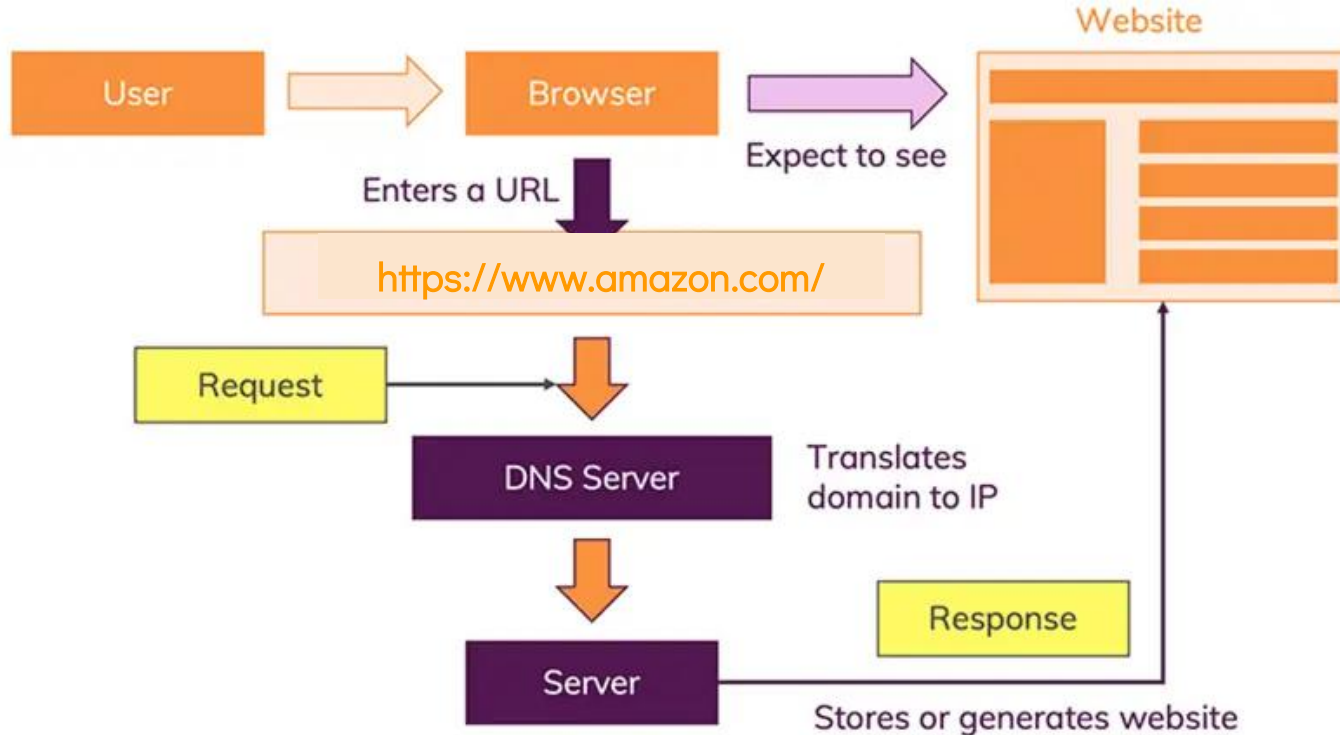 Website
User
Browser
Expect to see
Enters a URL
https://www.amazon.com/
Request
DNS Server
Translates
domain to IP
Response
Server
Stores or generates website